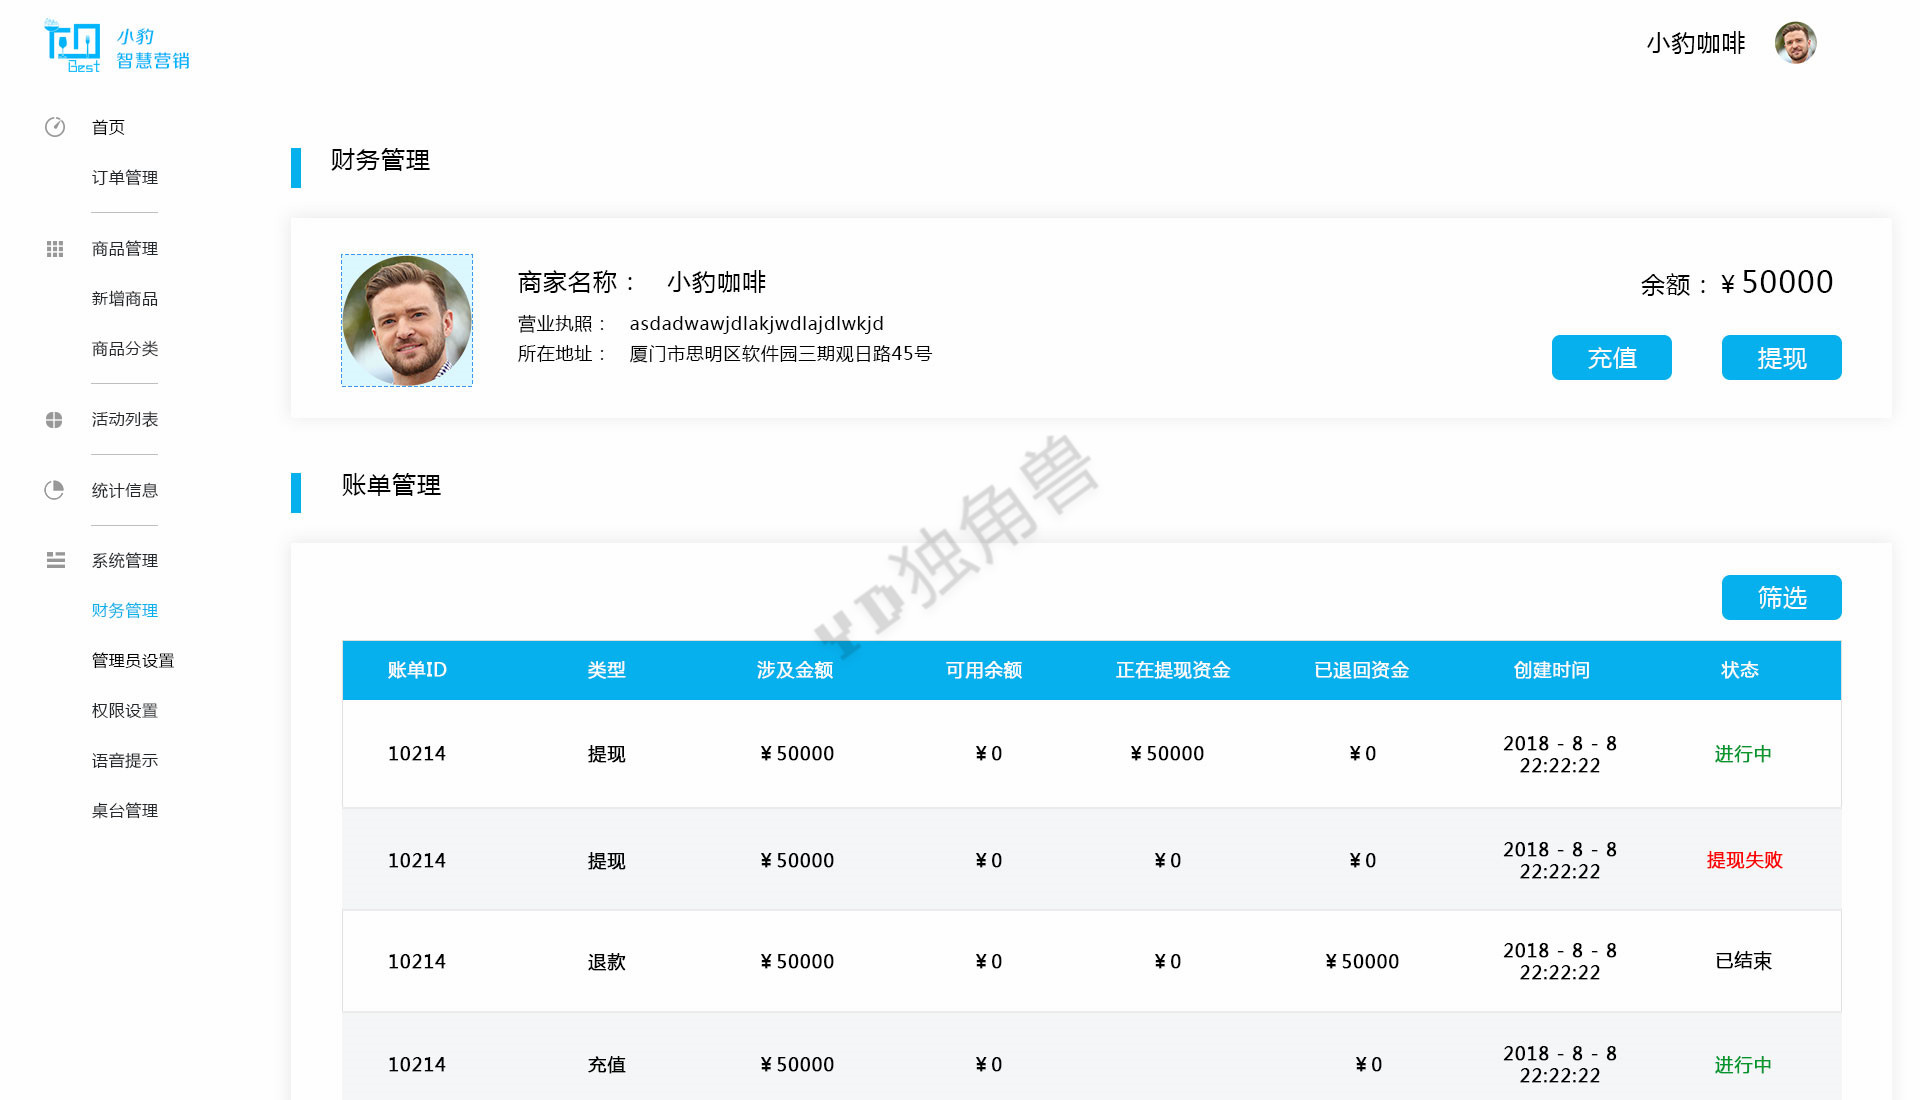 小豹
智慧营销
Best
小豹咖啡
首页
订单管理
商品管理
新增商品
商品分类
活动列表
统计信息
系统管理
财务管理
管理员设置
权限设置
语音提示
桌台管理
财务管理
商家名称： 小豹咖啡
营业执照： asdadwawjdlakjwdlajdlwkjd
所在地址： 厦门市思明区软件园三期观日路45号
余额：¥50000
充值 提现
账单管理
YD独角兽
筛选
账单ID 类型 涉及金额 可用余额 正在提现资金 已退回资金 创建时间 状态
10214 提现 ¥50000 ¥0 ¥50000 ¥0 2018 - 8 - 8 22:22:22 进行中
10214 提现 ¥50000 ¥0 ¥0 ¥0 2018 - 8 - 8 22:22:22 提现失败
10214 退款 ¥50000 ¥0 ¥0 ¥50000 2018 - 8 - 8 22:22:22 已结束
10214 充值 ¥50000 ¥0 ¥0 2018 - 8 - 8 22:22:22 进行中